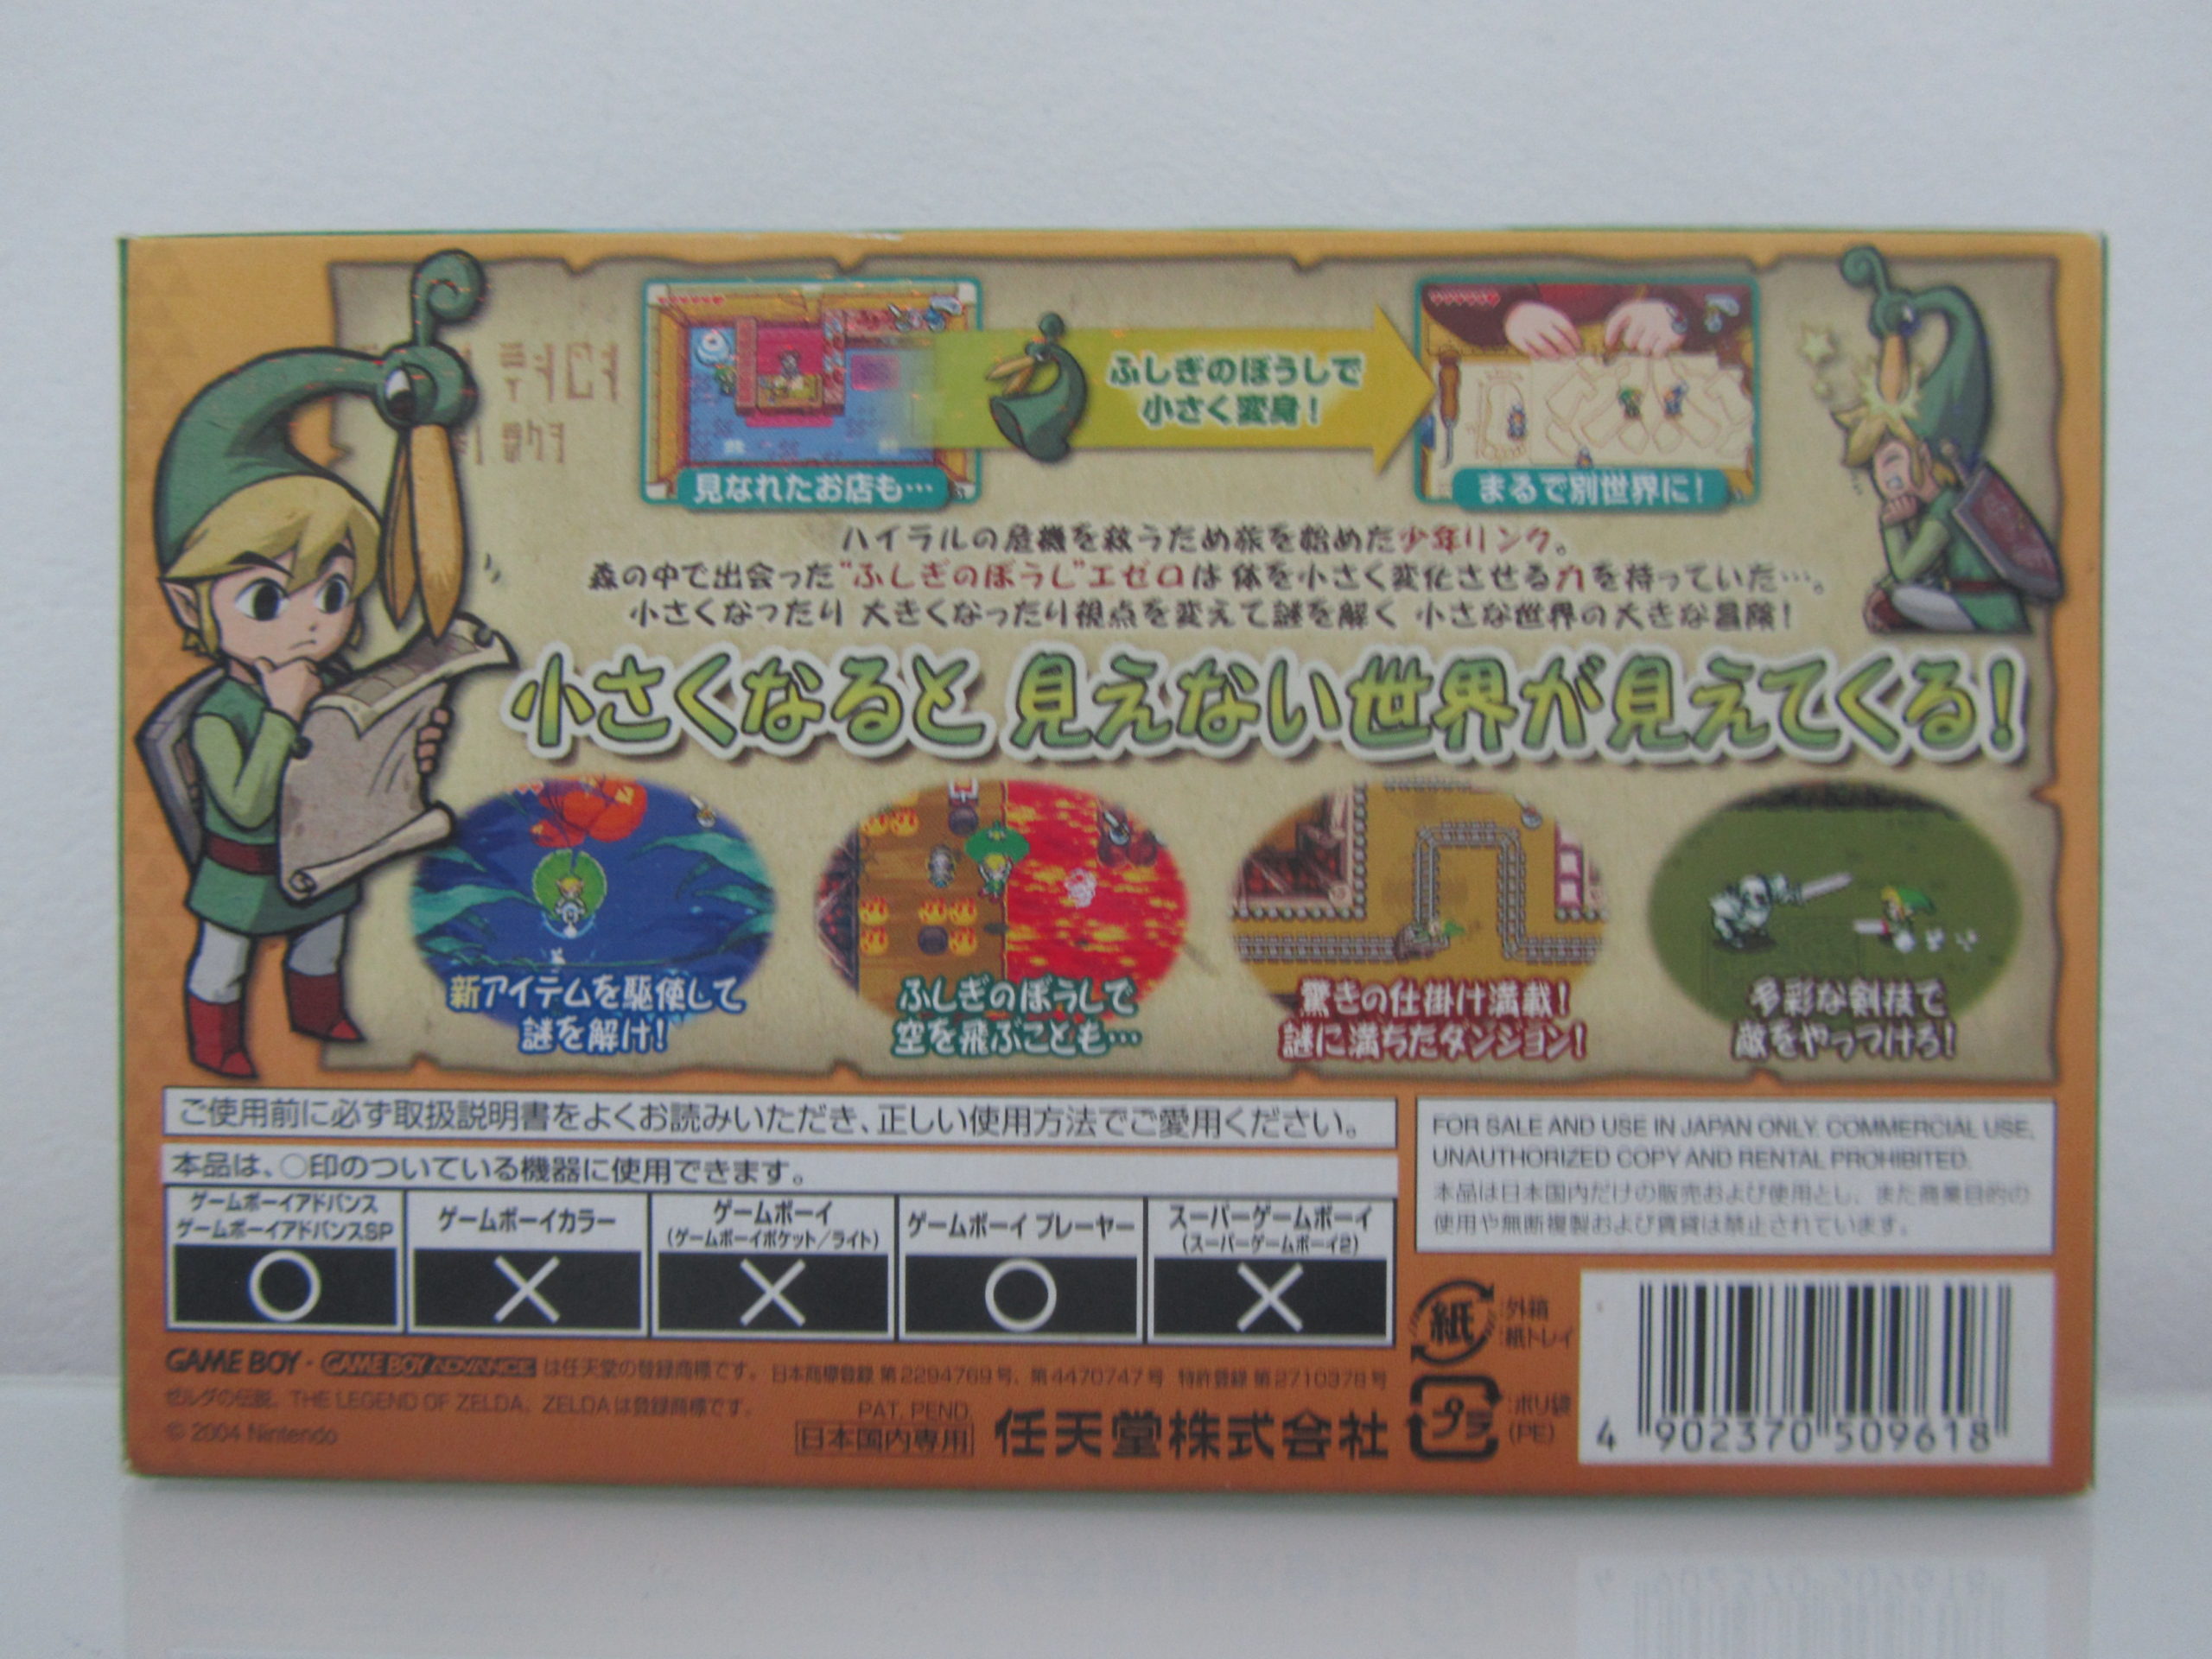 ふしぎのぼうしで
小さく変身！
見なれたお店も…
まるで別世界に！
ハイラルの危機を救うため旅を始めた少年リンク。
森の中で出会った"ふしぎのぼうし"エゼロは 体を小さく変化させる力を持っていた…。
小さくなったり 大きくなったり視点を変えて謎を解く 小さな世界の大きな冒険！
小さくなると 見えない世界が見えてくる！
新アイテムを駆使して
謎を解け！
ふしぎのぼうしで
空を飛ぶことも…
驚きの仕掛け満載！
謎に満ちたダンジョン！
多彩な剣技で
敵をやっつけろ！
ご使用前に必ず取扱説明書をよくお読みいただき、正しい使用方法でご愛用ください。
本品は、○印のついている機器に使用できます。
ゲームボーイアドバンス
ゲームボーイアドバンスSP
○
ゲームボーイカラー
×
ゲームボーイ
(ゲームボーイポケット／ライト)
×
ゲームボーイ プレーヤー
○
スーパーゲームボーイ
(スーパーゲームボーイ2)
×
FOR SALE AND USE IN JAPAN ONLY. COMMERCIAL USE,
UNAUTHORIZED COPY AND RENTAL PROHIBITED.
本品は日本国内だけの販売および使用とし、また商業目的の
使用や無断複製および賃貸は禁止されています。
GAME BOY・GAME BOY ADVANCE は任天堂の登録商標です。 日本商標登録 第2294769号、第4470747号 特許登録 第2710378号
ゼルダの伝説、THE LEGEND OF ZELDA、ZELDAは登録商標です。
© 2004 Nintendo
PAT. PEND.
日本国内専用
任天堂株式会社
紙
:外箱
:紙トレイ
プラ
:ポリ袋
(PE)
4 902370 509618